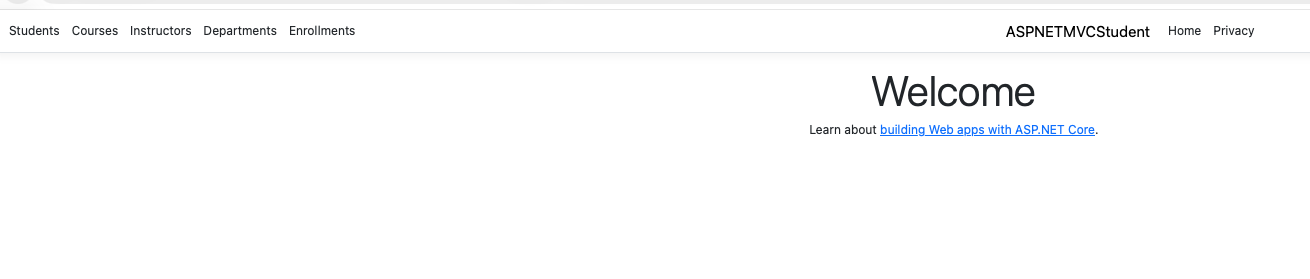 Students Courses Instructors Departments Enrollments ASPNETMVCStudent Home Privacy
Welcome
Learn about building Web apps with ASP.NET Core.